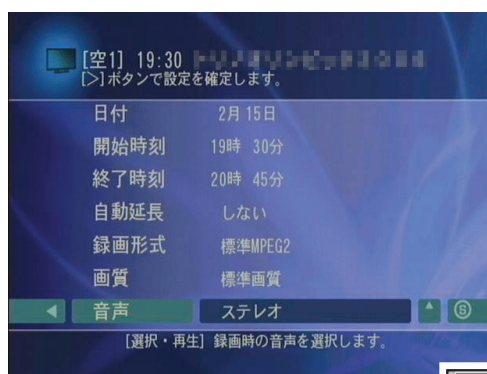 [空1] 19:30
[>]ボタンで設定を確定します。
日付 2月15日
開始時刻 19時 30分
終了時刻 20時 45分
自動延長 しない
録画形式 標準MPEG2
画質 標準画質
音声 ステレオ Ⓢ
[選択・再生] 録画時の音声を選択します。